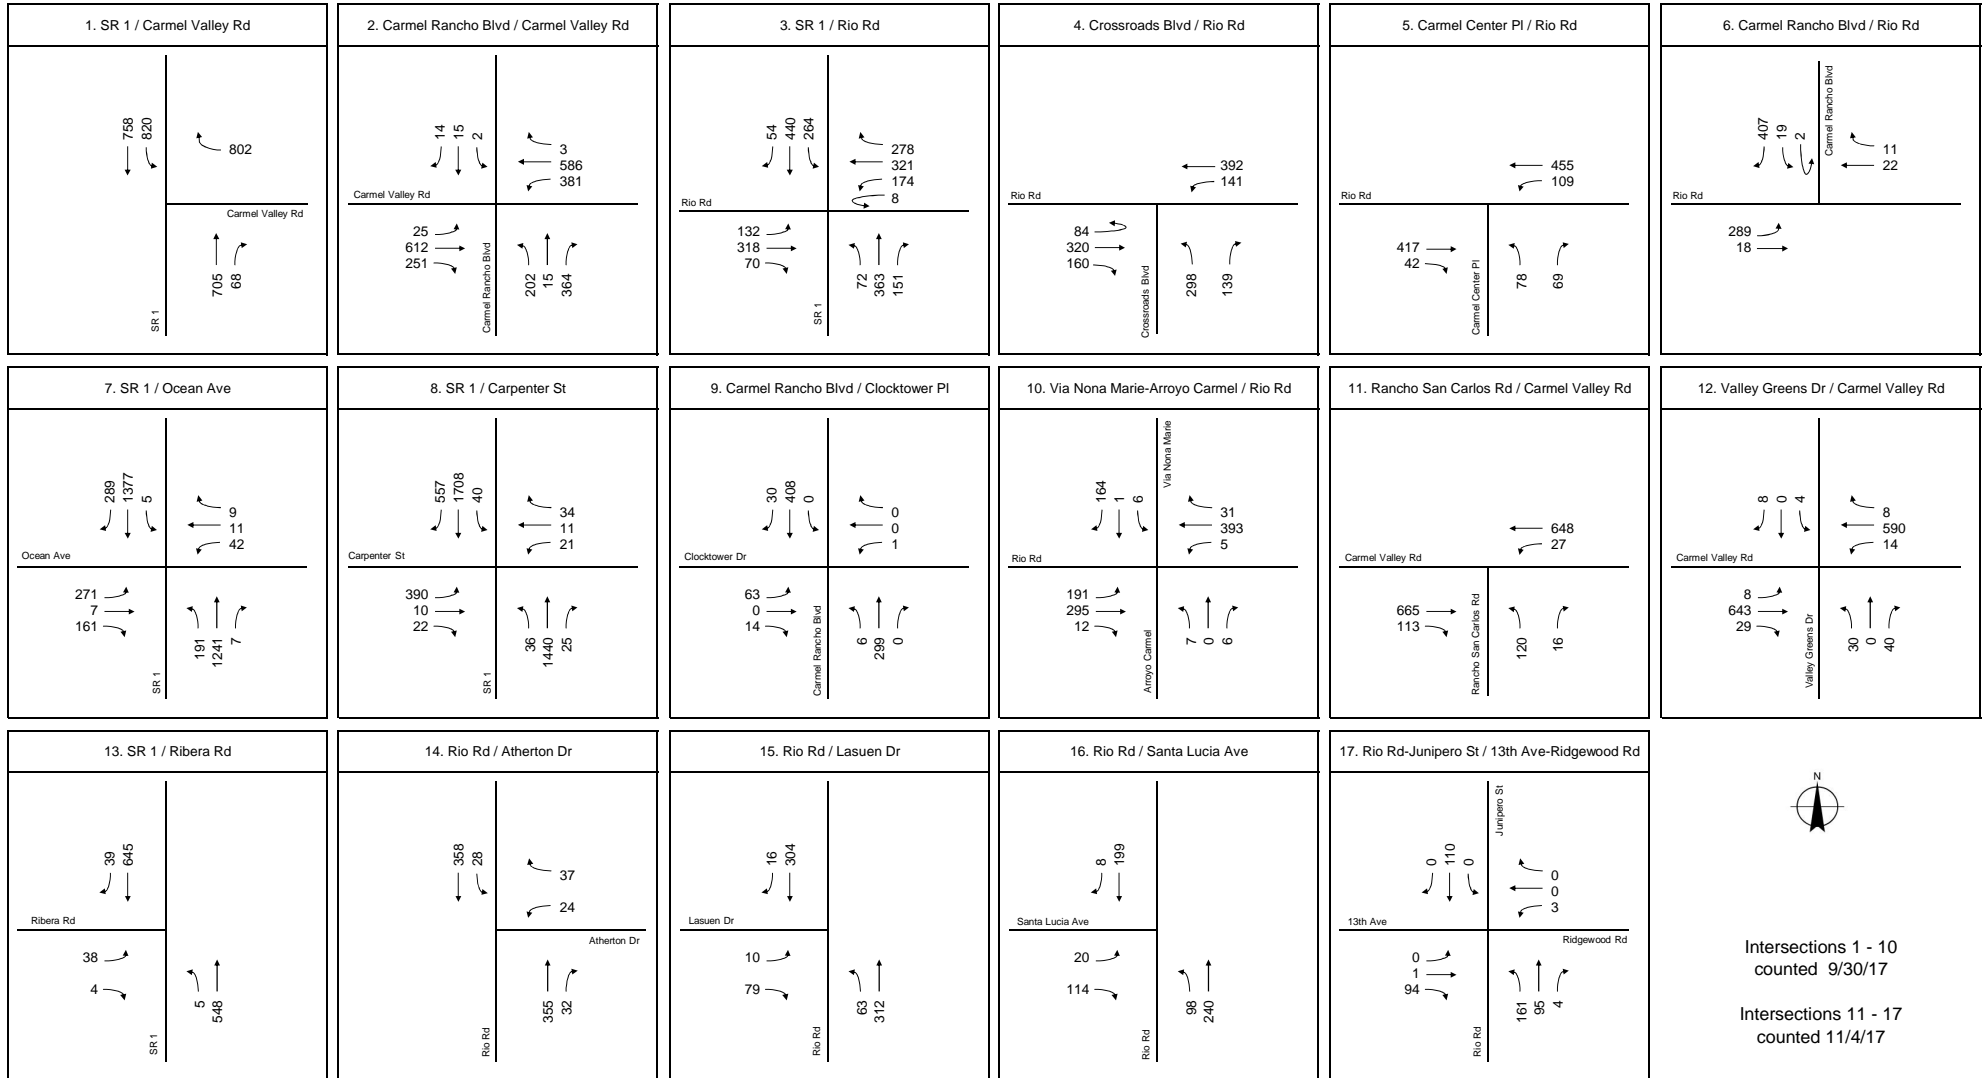 1. SR 1 / Carmel Valley Rd
758
820
802
Carmel Valley Rd
705
68
SR 1
2. Carmel Rancho Blvd / Carmel Valley Rd
14
15
2
3
586
381
Carmel Valley Rd
25
612
251
202
15
364
Carmel Rancho Blvd
3. SR 1 / Rio Rd
54
440
264
278
321
174
8
Rio Rd
132
318
70
72
363
151
SR 1
4. Crossroads Blvd / Rio Rd
392
141
Rio Rd
84
320
160
298
139
Crossroads Blvd
5. Carmel Center Pl / Rio Rd
455
109
Rio Rd
417
42
78
69
Carmel Center Pl
6. Carmel Rancho Blvd / Rio Rd
Carmel Rancho Blvd
407
19
2
11
22
Rio Rd
289
18
7. SR 1 / Ocean Ave
289
1377
5
9
11
42
Ocean Ave
271
7
161
191
1241
7
SR 1
8. SR 1 / Carpenter St
557
1708
40
34
11
21
Carpenter St
390
10
22
36
1440
25
SR 1
9. Carmel Rancho Blvd / Clocktower Pl
30
408
0
0
0
1
Clocktower Dr
63
0
14
6
299
0
Carmel Rancho Blvd
10. Via Nona Marie-Arroyo Carmel / Rio Rd
Via Nona Marie
164
1
6
31
393
5
Rio Rd
191
295
12
7
0
6
Arroyo Carmel
11. Rancho San Carlos Rd / Carmel Valley Rd
648
27
Carmel Valley Rd
665
113
120
16
Rancho San Carlos Rd
12. Valley Greens Dr / Carmel Valley Rd
8
0
4
8
590
14
Carmel Valley Rd
8
643
29
30
0
40
Valley Greens Dr
13. SR 1 / Ribera Rd
39
645
Ribera Rd
38
4
5
548
SR 1
14. Rio Rd / Atherton Dr
358
28
37
24
Atherton Dr
355
32
Rio Rd
15. Rio Rd / Lasuen Dr
16
304
Lasuen Dr
10
79
63
312
Rio Rd
16. Rio Rd / Santa Lucia Ave
8
199
Santa Lucia Ave
20
114
98
240
Rio Rd
17. Rio Rd-Junipero St / 13th Ave-Ridgewood Rd
Junipero St
0
110
0
0
0
3
13th Ave
Ridgewood Rd
0
1
94
161
95
4
Rio Rd
N
Intersections 1 - 10
counted 9/30/17
Intersections 11 - 17
counted 11/4/17